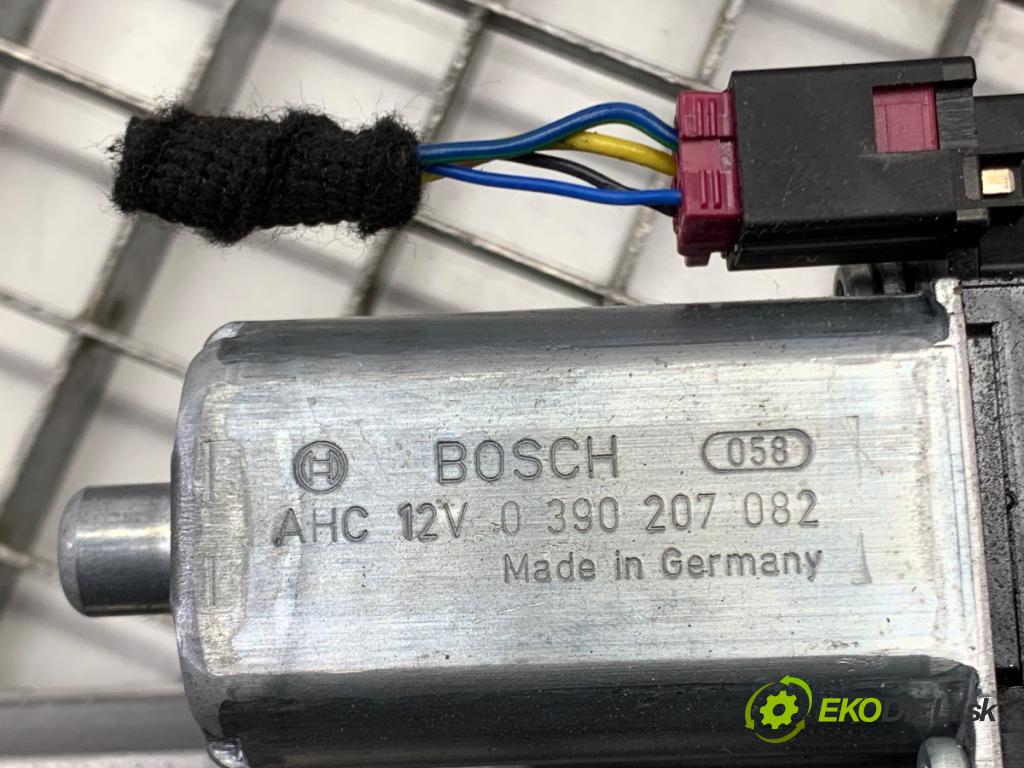 BOSCH 058
AHC 12V 0 390 207 082
Made in Germany
EKODIELY.sk